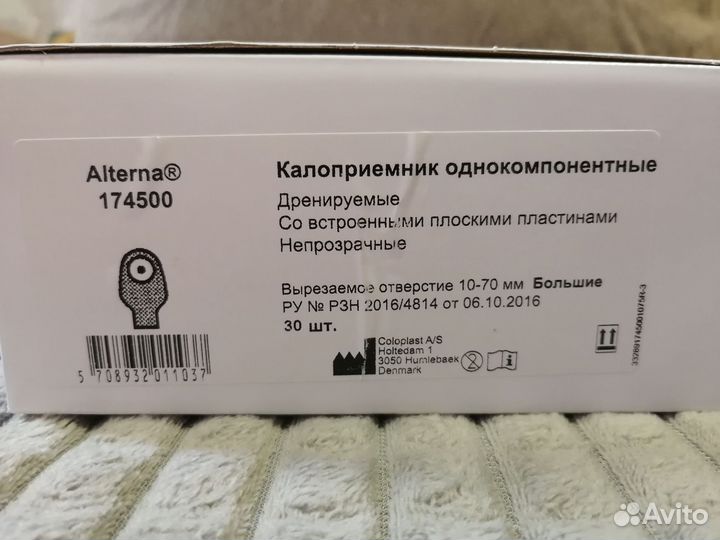 Alterna®
174500
Калоприемник однокомпонентные
Дренируемые
Со встроенными плоскими пластинами
Непрозрачные
Вырезаемое отверстие 10-70 мм Большие
РУ № РЗН 2016/4814 от 06.10.2016
30 шт.
Coloplast A/S
Holtedam 1
3050 Humlebaek
Denmark
5 708932 011037
Avito